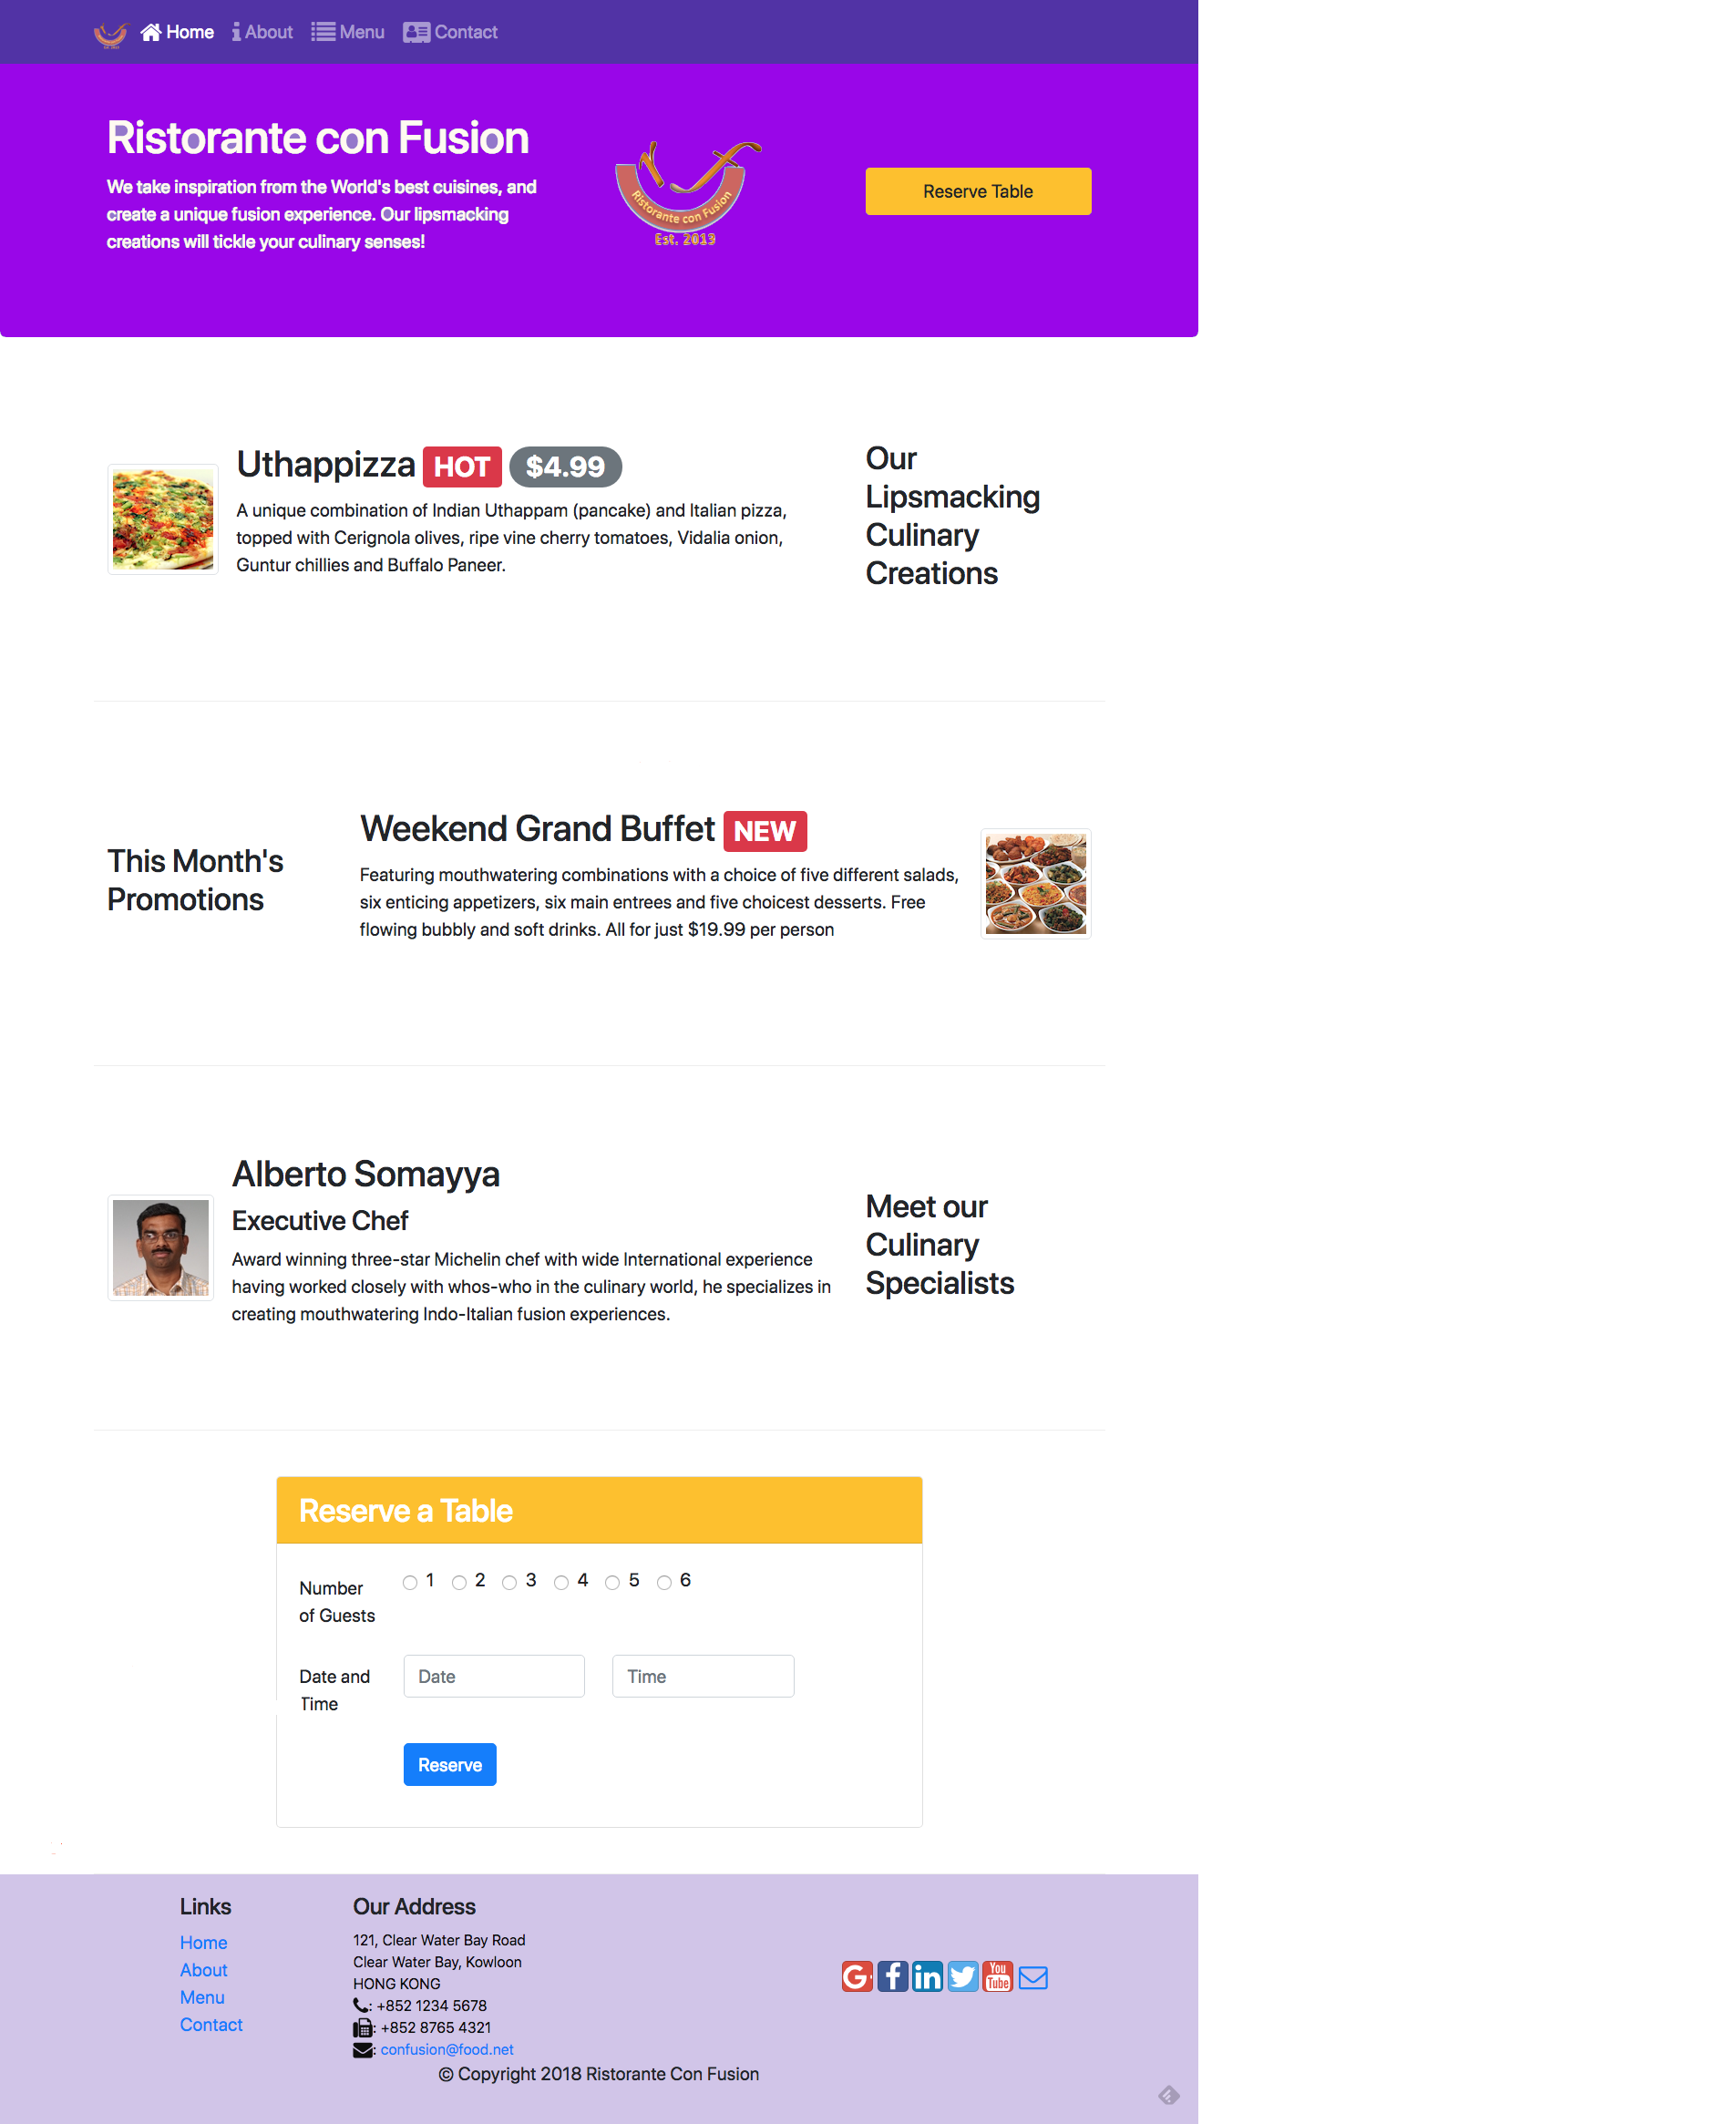 Home About Menu Contact
Ristorante con Fusion
We take inspiration from the World's best cuisines, and
create a unique fusion experience. Our lipsmacking
creations will tickle your culinary senses!
Ristorante con Fusion
Est. 2013
Reserve Table
Uthappizza HOT $4.99
A unique combination of Indian Uthappam (pancake) and Italian pizza,
topped with Cerignola olives, ripe vine cherry tomatoes, Vidalia onion,
Guntur chillies and Buffalo Paneer.
Our
Lipsmacking
Culinary
Creations
This Month's
Promotions
Weekend Grand Buffet NEW
Featuring mouthwatering combinations with a choice of five different salads,
six enticing appetizers, six main entrees and five choicest desserts. Free
flowing bubbly and soft drinks. All for just $19.99 per person
Alberto Somayya
Executive Chef
Award winning three-star Michelin chef with wide International experience
having worked closely with whos-who in the culinary world, he specializes in
creating mouthwatering Indo-Italian fusion experiences.
Meet our
Culinary
Specialists
Reserve a Table
Number
of Guests
1 2 3 4 5 6
Date and
Time
Date
Time
Reserve
Links
Home
About
Menu
Contact
Our Address
121, Clear Water Bay Road
Clear Water Bay, Kowloon
HONG KONG
: +852 1234 5678
: +852 8765 4321
: confusion@food.net
You
Tube
© Copyright 2018 Ristorante Con Fusion